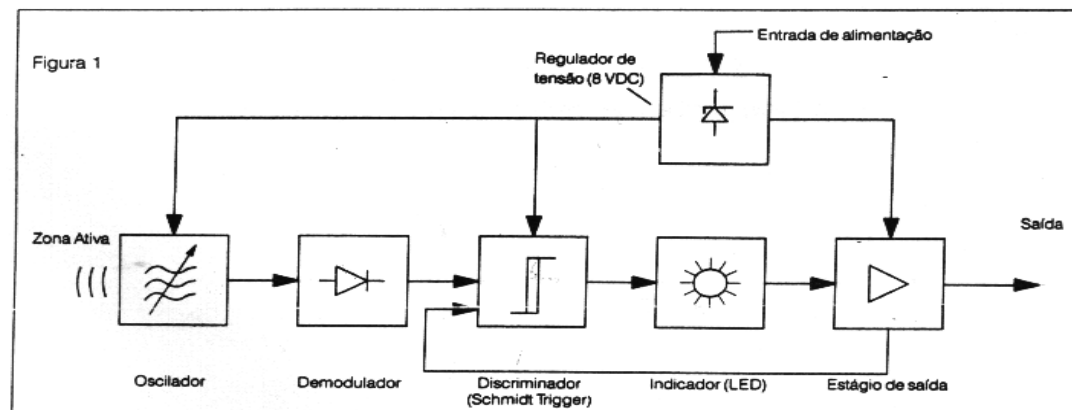 Figura 1
Entrada de alimentação
Regulador de
tensão (8 VDC)
Zona Ativa
Saída
Oscilador
Demodulador
Discriminador
(Schmidt Trigger)
Indicador (LED)
Estágio de saída